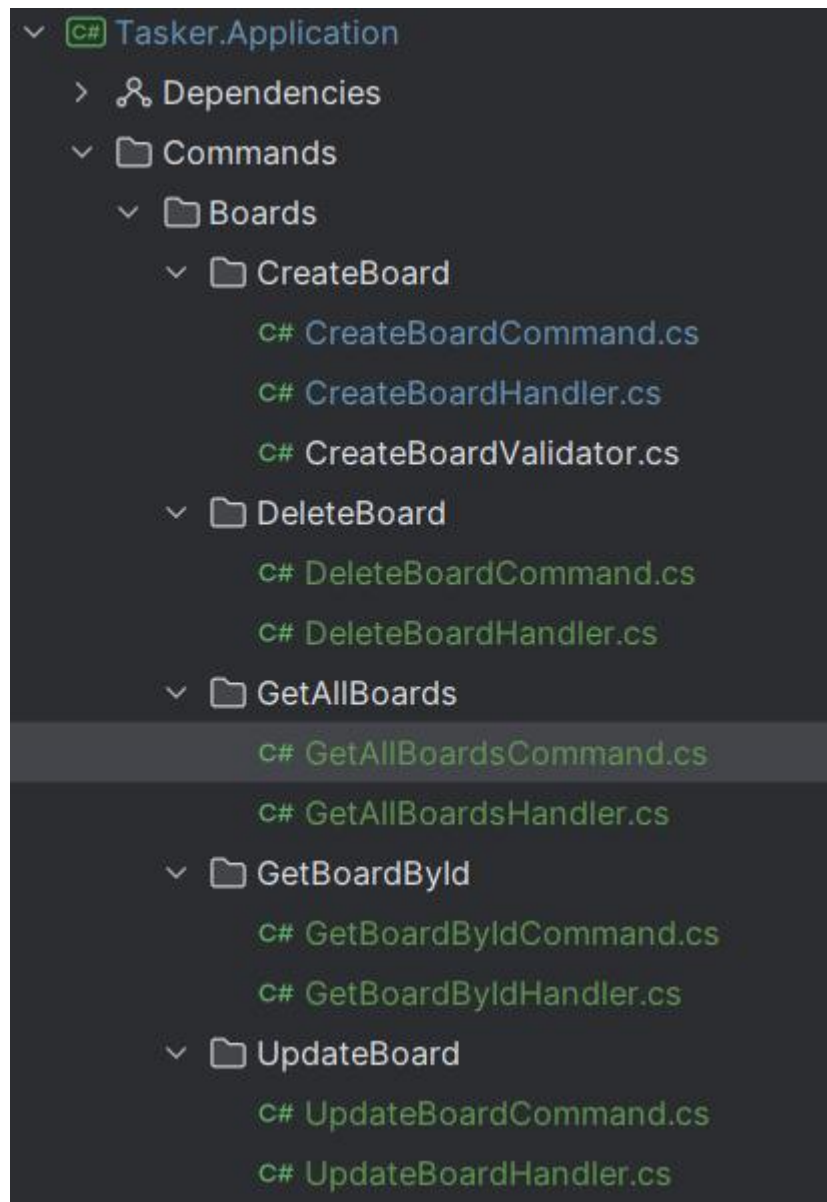 C# Tasker.Application
Dependencies
Commands
Boards
CreateBoard
C# CreateBoardCommand.cs
C# CreateBoardHandler.cs
C# CreateBoardValidator.cs
DeleteBoard
C# DeleteBoardCommand.cs
C# DeleteBoardHandler.cs
GetAllBoards
C# GetAllBoardsCommand.cs
C# GetAllBoardsHandler.cs
GetBoardById
C# GetBoardByIdCommand.cs
C# GetBoardByIdHandler.cs
UpdateBoard
C# UpdateBoardCommand.cs
C# UpdateBoardHandler.cs